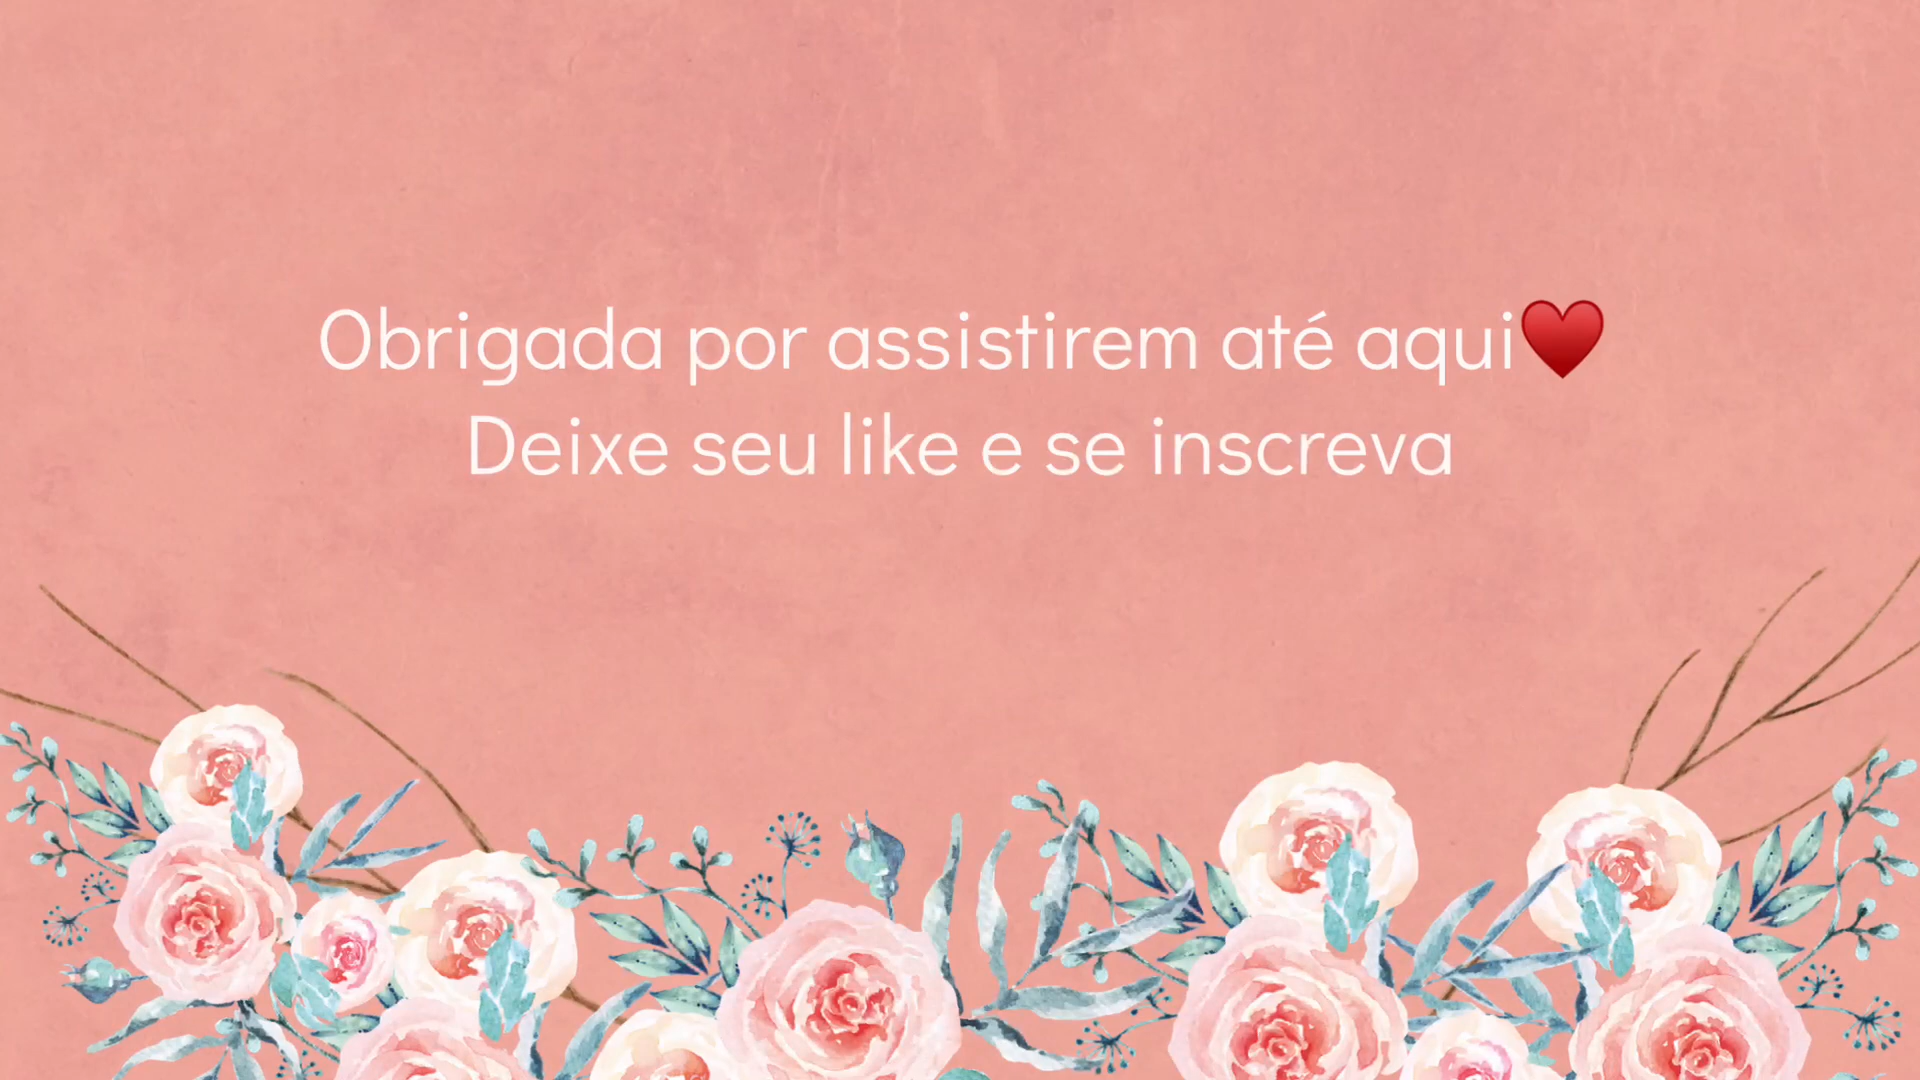 Obrigada por assistirem até aqui♥️
Deixe seu like e se inscreva